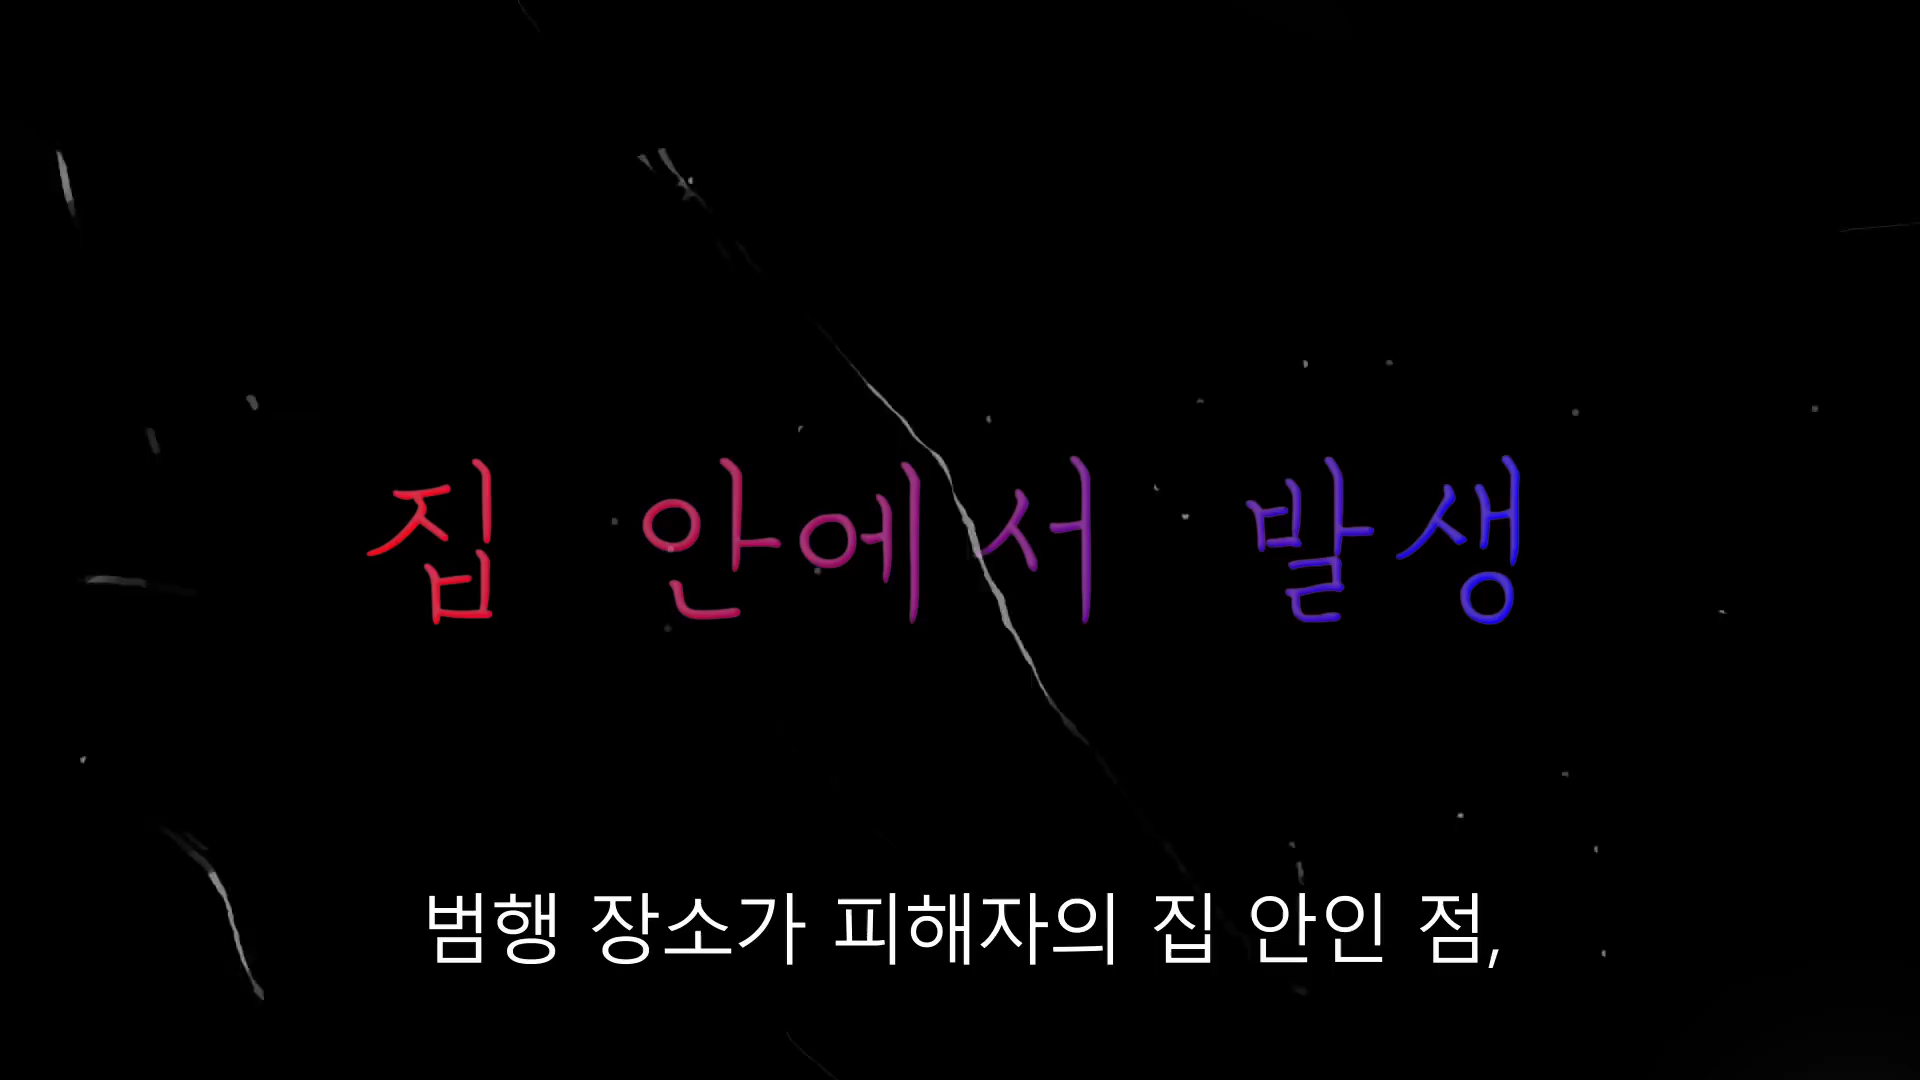 집 안에서 발생
범행 장소가 피해자의 집 안인 점,